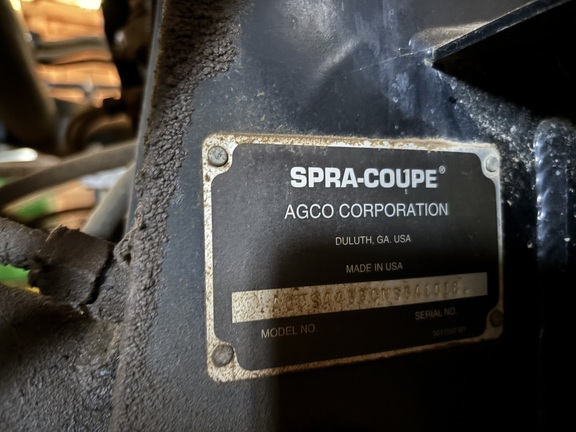 SPRA-COUPE®
AGCO CORPORATION
DULUTH, GA. USA
MADE IN USA
SERIAL NO.
MODEL NO.